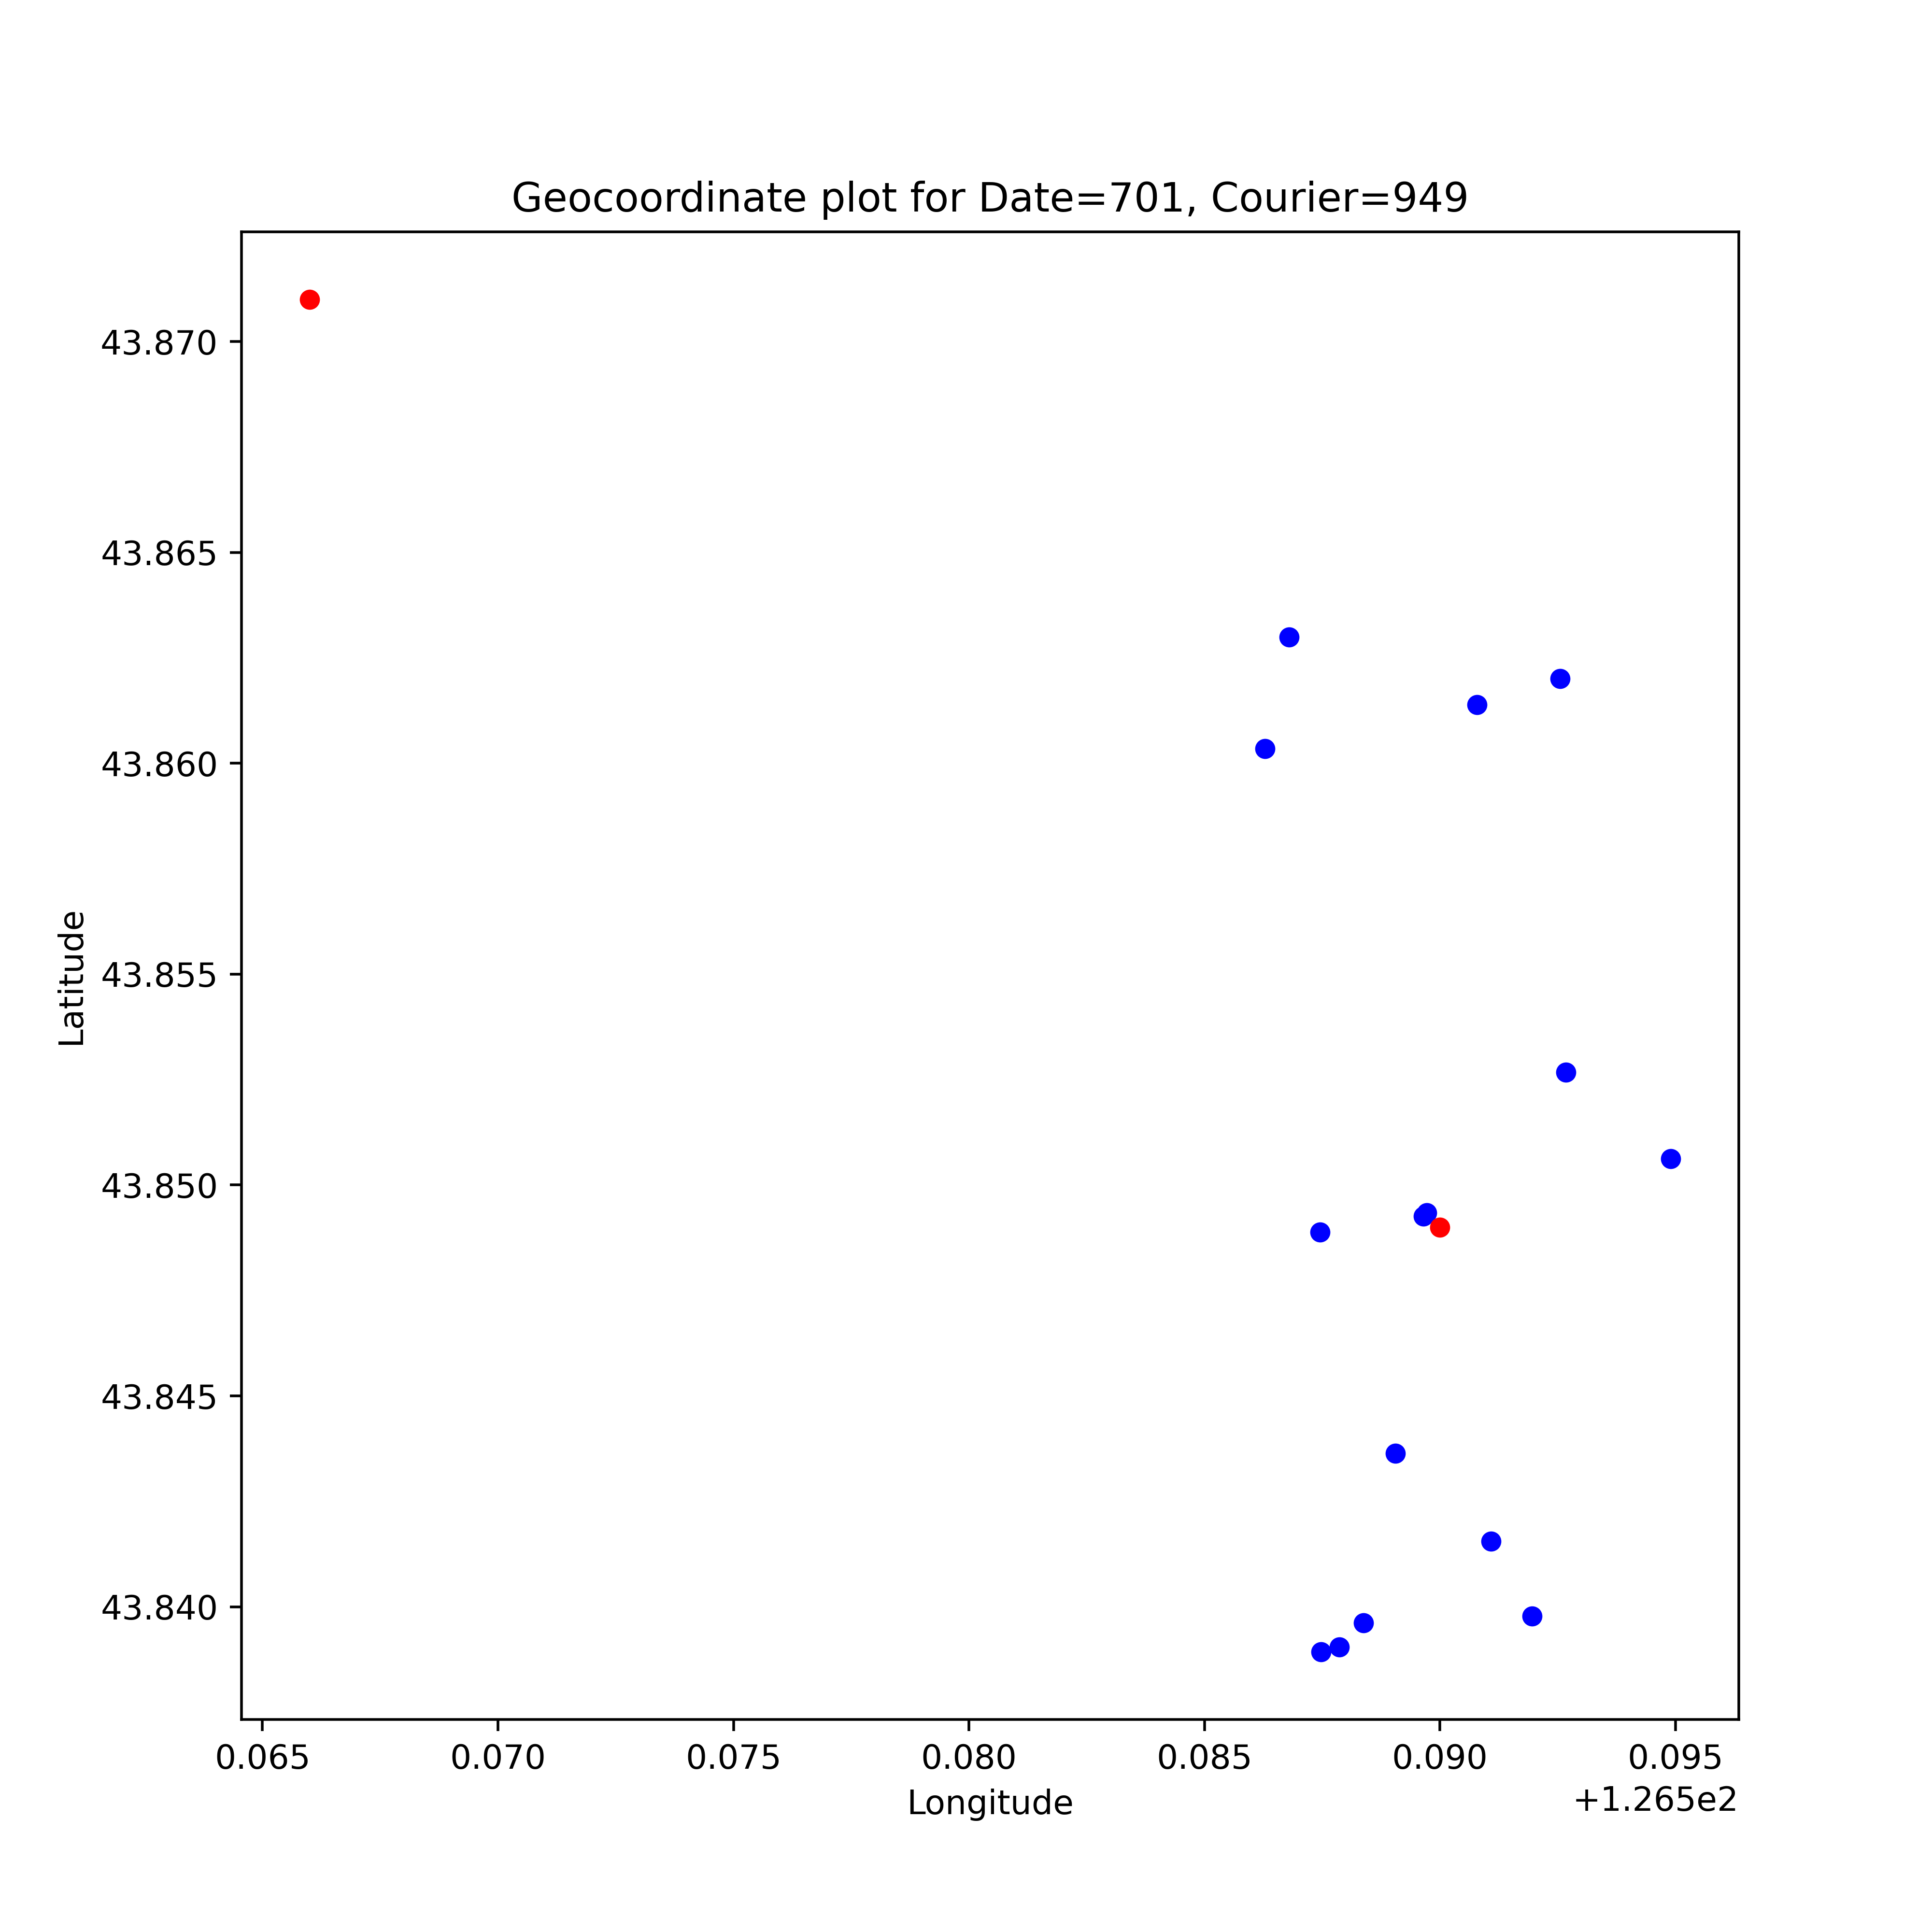 Geocoordinate plot for Date=701, Courier=949
43.870
43.865
43.860
43.855
43.850
43.845
43.840
Latitude
0.065 0.070 0.075 0.080 0.085 0.090 0.095
Longitude
+1.265e2